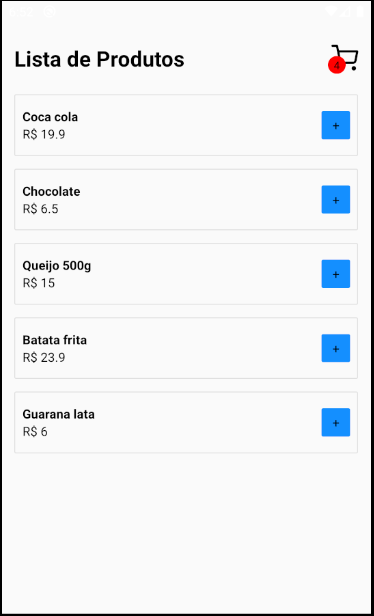 Lista de Produtos
4
Coca cola
R$ 19.9
+
Chocolate
R$ 6.5
+
Queijo 500g
R$ 15
+
Batata frita
R$ 23.9
+
Guarana lata
R$ 6
+